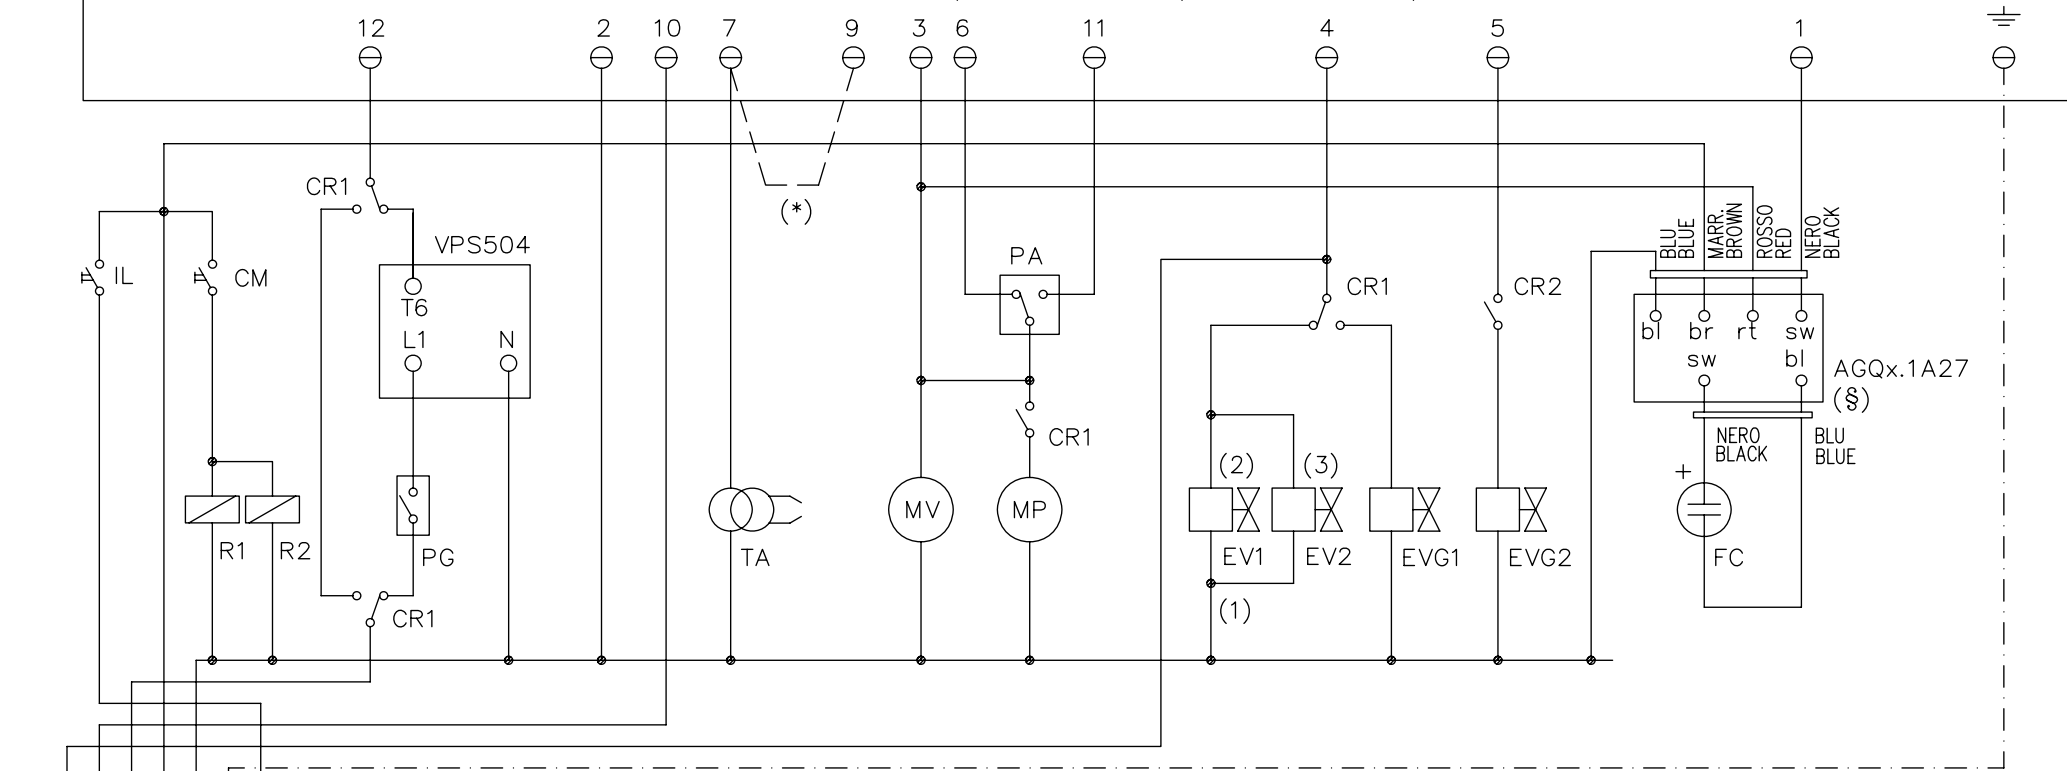 12 2 10 7 9 3 6 11 4 5 1
CR1
(*)
VPS504
PA
BLU
BLUE
MARR.
BROWN
ROSSO
RED
NERO
BLACK
IL
CM
T6
CR1
CR2
L1
N
bl br rt sw
sw bl
AGQx.1A27
(§)
CR1
NERO
BLACK
BLU
BLUE
(2)
(3)
+
MV
MP
R1
R2
PG
TA
EV1
EV2
EVG1
EVG2
FC
CR1
(1)